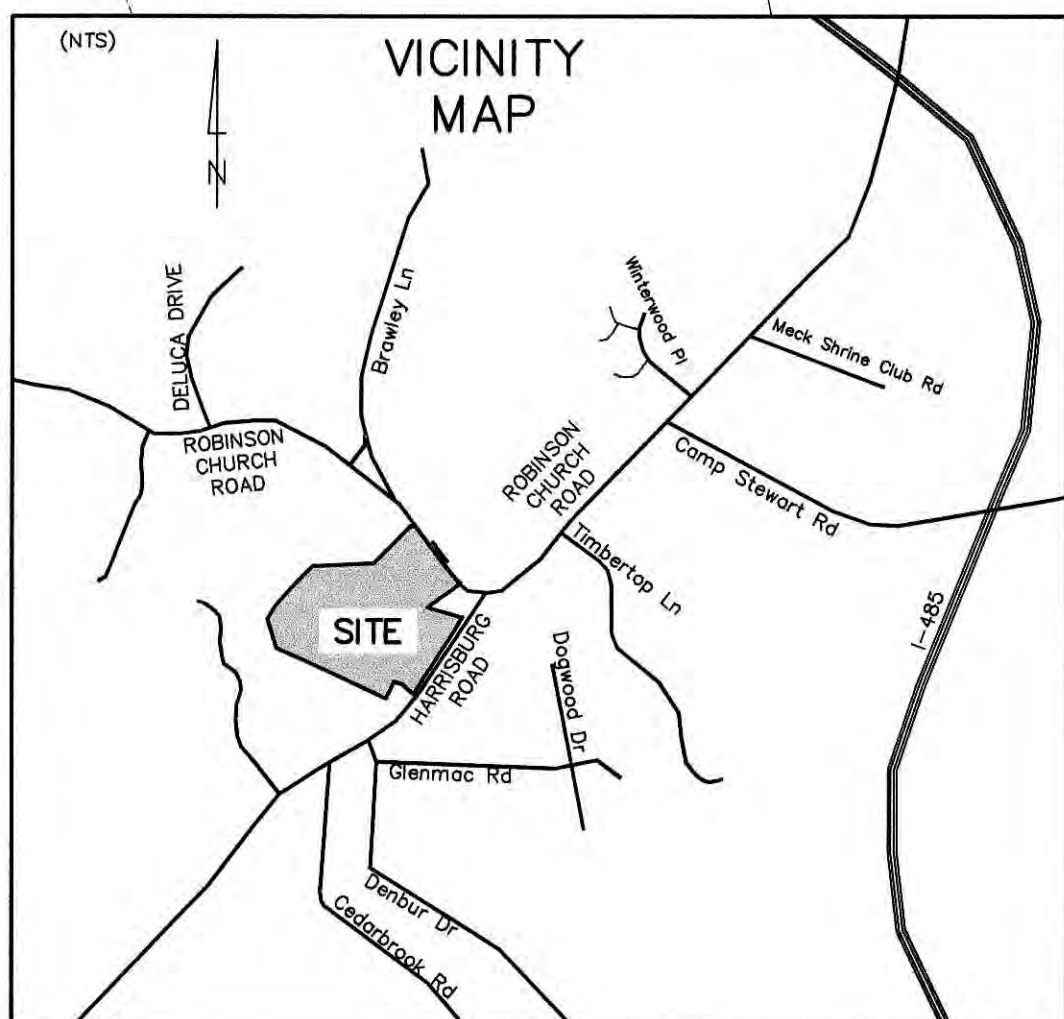 (NTS)
VICINITY
MAP
N
DELUCA DRIVE
Brawley Ln
Winterwood Pl
Meck Shrine Club Rd
ROBINSON
CHURCH
ROAD
ROBINSON
CHURCH
ROAD
Camp Stewart Rd
Timbertop Ln
SITE
HARRISBURG
ROAD
I-485
Dogwood Dr
Glenmac Rd
Denbur Dr
Cedarbrook Rd